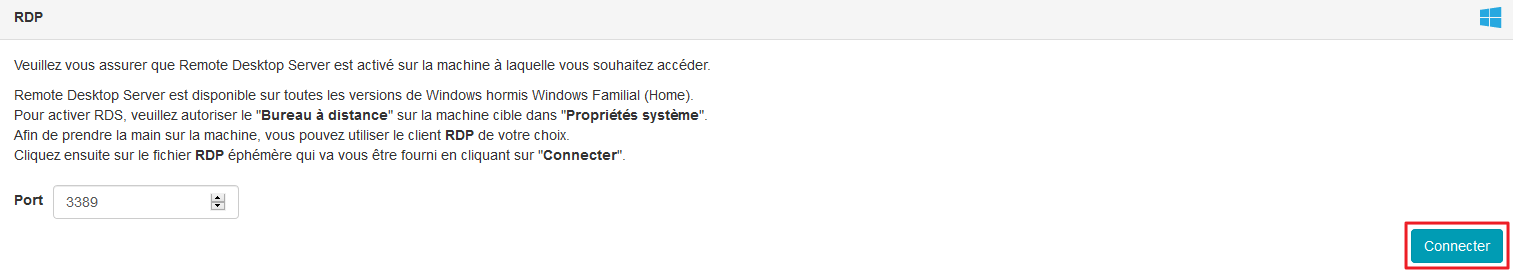 RDP
Veuillez vous assurer que Remote Desktop Server est activé sur la machine à laquelle vous souhaitez accéder.
Remote Desktop Server est disponible sur toutes les versions de Windows hormis Windows Familial (Home).
Pour activer RDS, veuillez autoriser le "Bureau à distance" sur la machine cible dans "Propriétés système".
Afin de prendre la main sur la machine, vous pouvez utiliser le client RDP de votre choix.
Cliquez ensuite sur le fichier RDP éphémère qui va vous être fourni en cliquant sur "Connecter".
Port 3389
Connecter